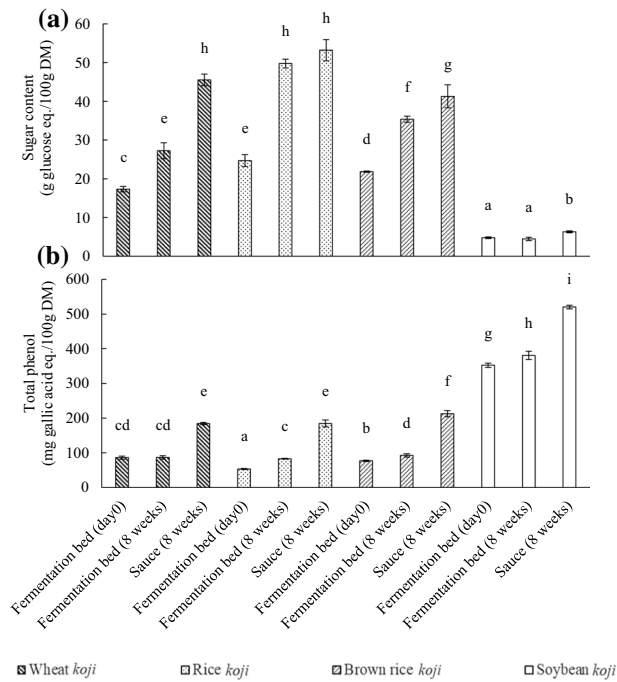 (a)
Sugar content
(g glucose eq./100g DM)
60
50
40
30
20
10
0
c
e
h
e
h
h
d
f
g
a
a
b
(b)
Total phenol
(mg gallic acid eq./100g DM)
600
500
400
300
200
100
0
cd
cd
e
a
c
e
b
d
f
g
h
i
Fermentation bed (day0)
Fermentation bed (8 weeks)
Sauce (8 weeks)
Fermentation bed (day0)
Fermentation bed (8 weeks)
Sauce (8 weeks)
Fermentation bed (day0)
Fermentation bed (8 weeks)
Sauce (8 weeks)
Fermentation bed (day0)
Fermentation bed (8 weeks)
Sauce (8 weeks)
Wheat koji Rice koji Brown rice koji Soybean koji